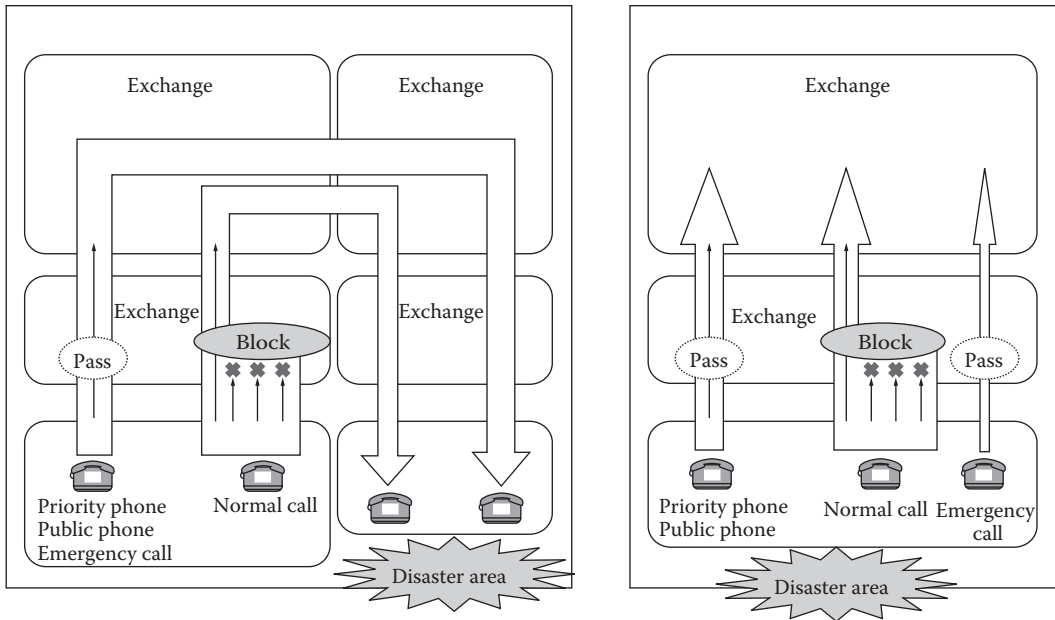 Exchange
Exchange
Exchange
Exchange
Block
Pass
Priority phone
Public phone
Emergency call
Normal call
Disaster area
Exchange
Exchange
Block
Pass
Pass
Priority phone
Public phone
Normal call
Emergency
call
Disaster area